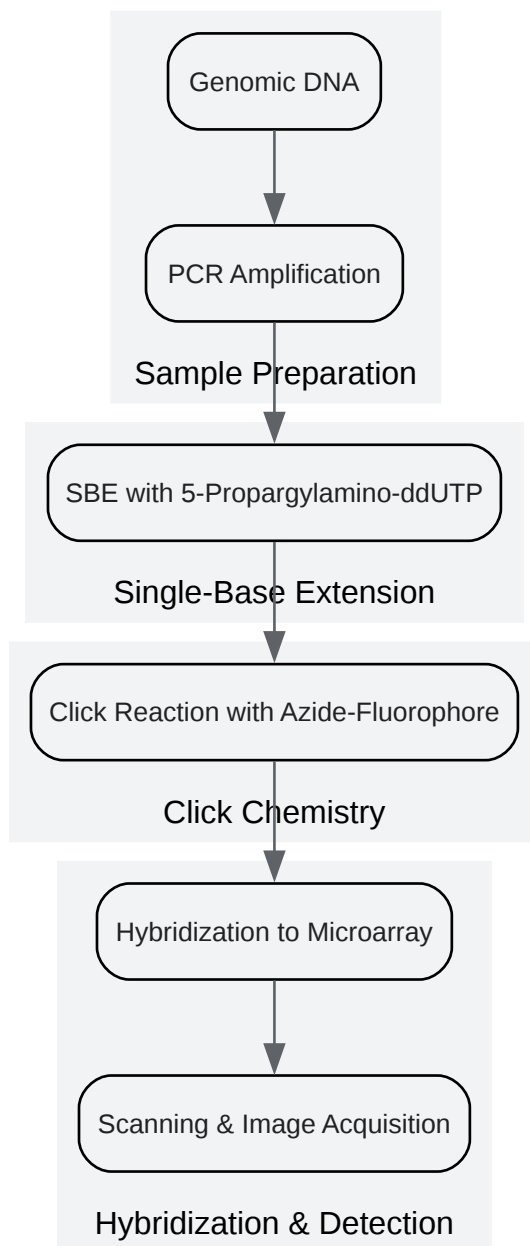 Genomic DNA
PCR Amplification
Sample Preparation
SBE with 5-Propargylamino-ddUTP
Single-Base Extension
Click Reaction with Azide-Fluorophore
Click Chemistry
Hybridization to Microarray
Scanning & Image Acquisition
Hybridization & Detection